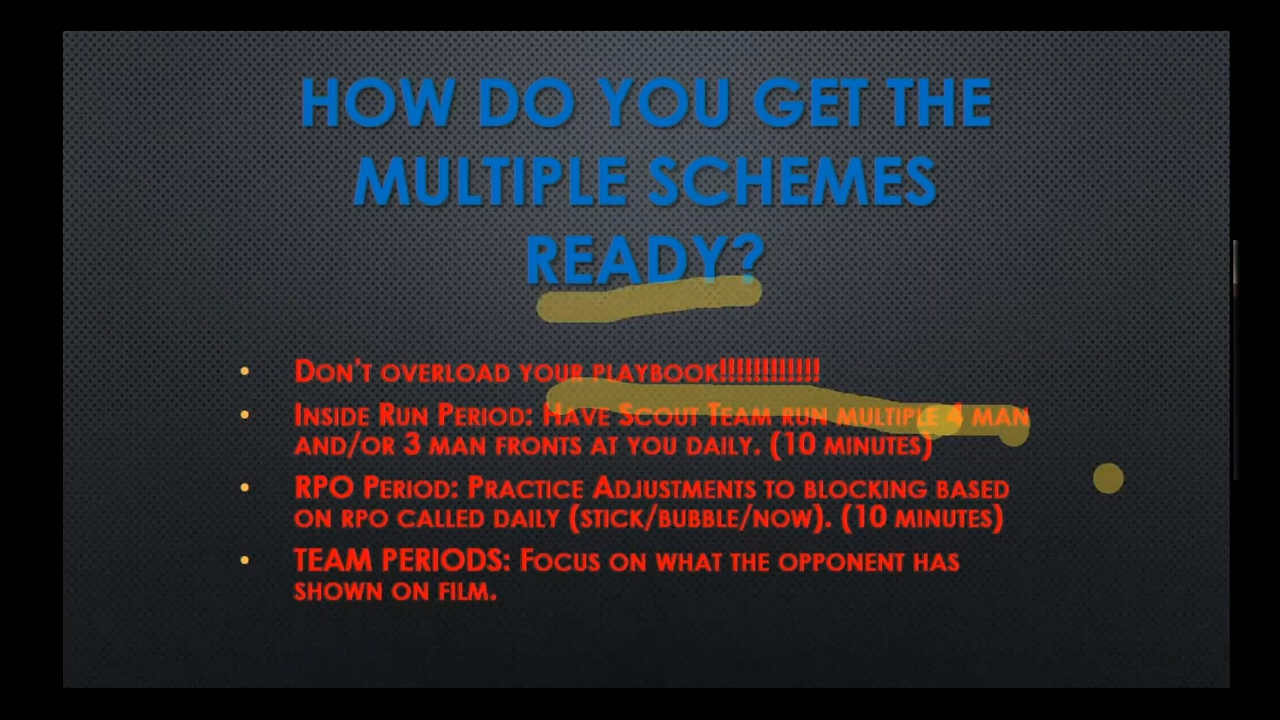 HOW DO YOU GET THE
MULTIPLE SCHEMES
READY?
• DON'T OVERLOAD YOUR PLAYBOOK!!!!!!!!!!!!
• INSIDE RUN PERIOD: HAVE SCOUT TEAM RUN MULTIPLE 4 MAN
AND/OR 3 MAN FRONTS AT YOU DAILY. (10 MINUTES)
• RPO PERIOD: PRACTICE ADJUSTMENTS TO BLOCKING BASED
ON RPO CALLED DAILY (STICK/BUBBLE/NOW). (10 MINUTES)
• TEAM PERIODS: FOCUS ON WHAT THE OPPONENT HAS
SHOWN ON FILM.